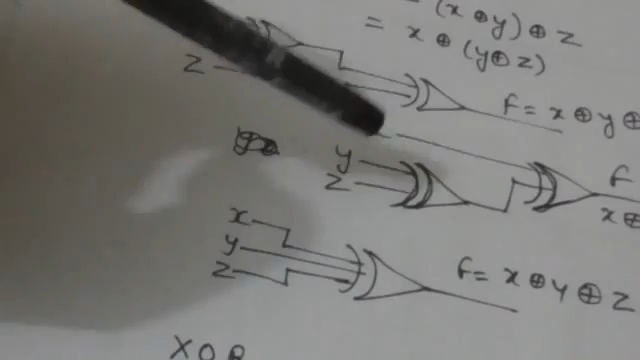 (x ⊕ y) ⊕ z
= x ⊕ (y ⊕ z)
z
F = x ⊕ y ⊕
y
z
F
x ⊕
x
y
z
F = x ⊕ y ⊕ z
XOR